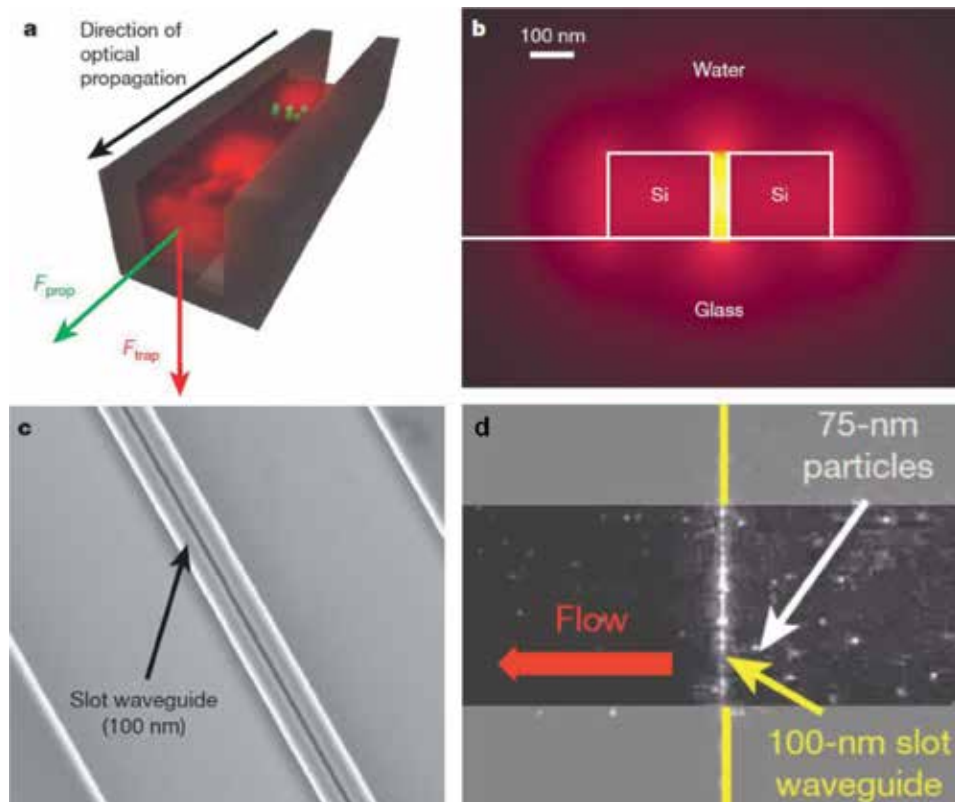 a
Direction of
optical
propagation
F prop
F trap
b
100 nm
Water
Si
Si
Glass
c
Slot waveguide
(100 nm)
d
75-nm
particles
Flow
100-nm slot
waveguide